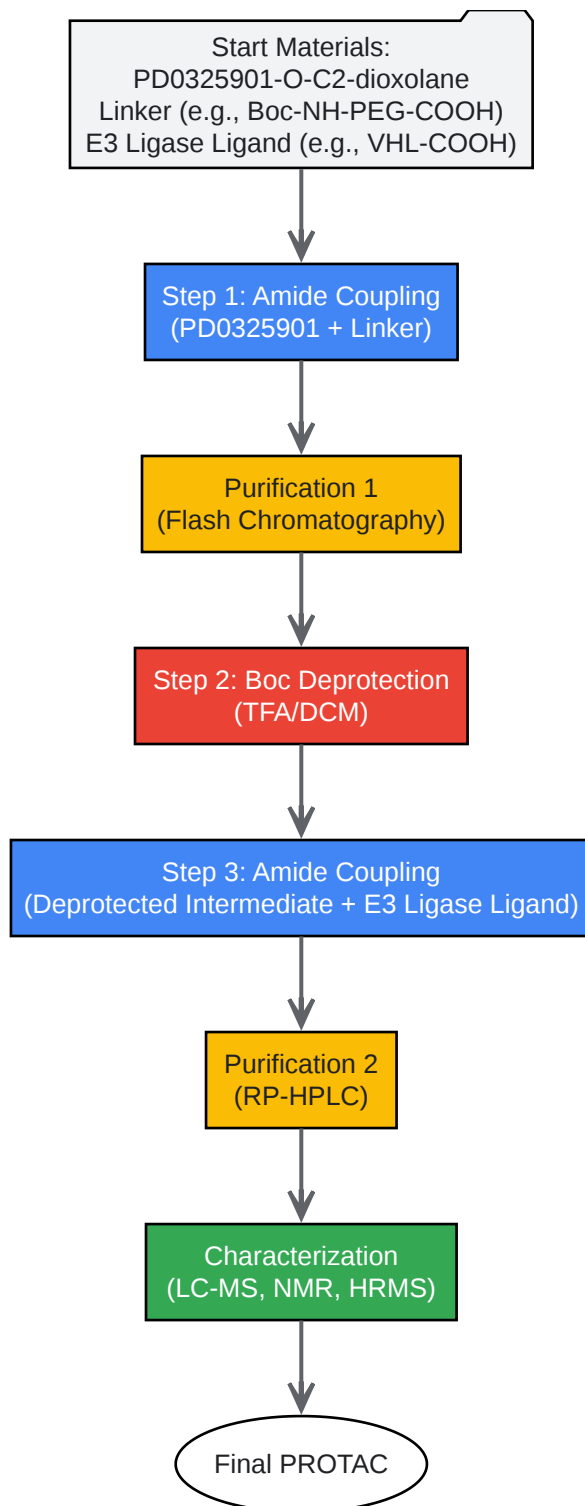 Start Materials:
PD0325901-O-C2-dioxolane
Linker (e.g., Boc-NH-PEG-COOH)
E3 Ligase Ligand (e.g., VHL-COOH)
Step 1: Amide Coupling
(PD0325901 + Linker)
Purification 1
(Flash Chromatography)
Step 2: Boc Deprotection
(TFA/DCM)
Step 3: Amide Coupling
(Deprotected Intermediate + E3 Ligase Ligand)
Purification 2
(RP-HPLC)
Characterization
(LC-MS, NMR, HRMS)
Final PROTAC